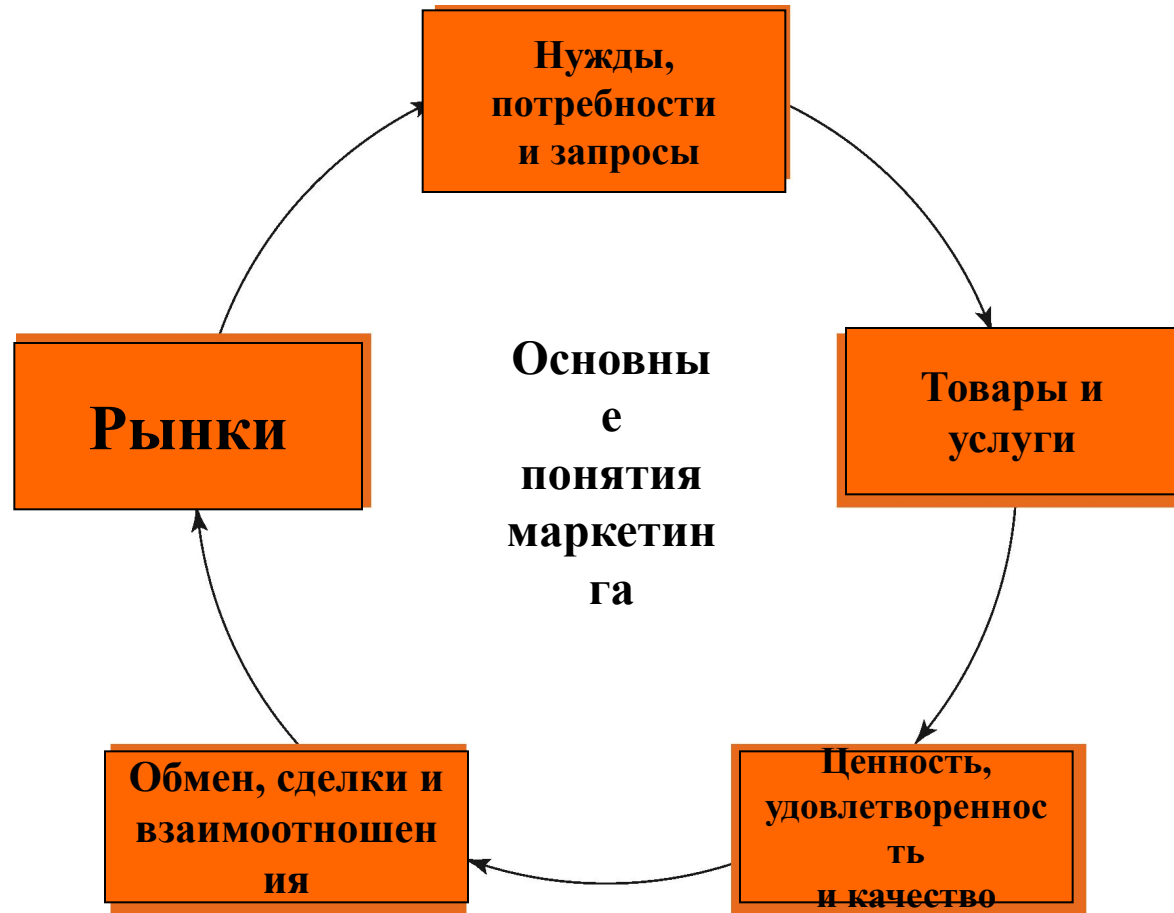 Нужды,
потребности
и запросы
Товары и
услуги
Ценность,
удовлетвореннос
ть
и качество
Обмен, сделки и
взаимоотношен
ия
Рынки
Основны
е
понятия
маркетин
га